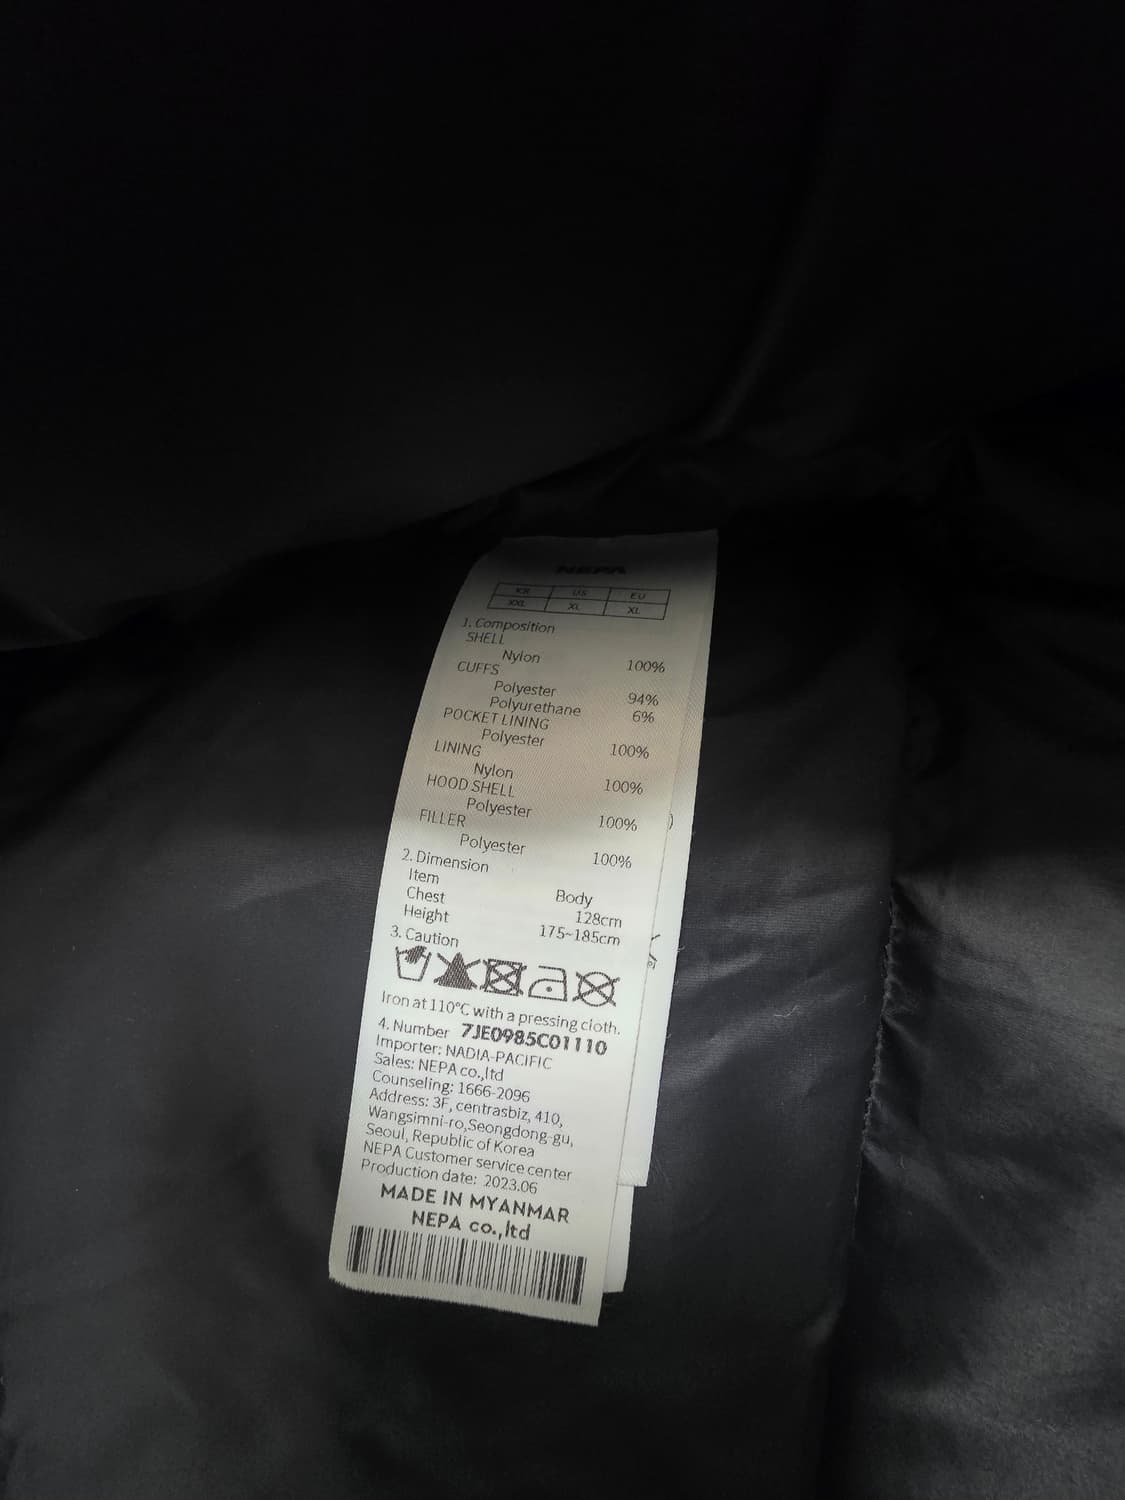 NEPA
KR US EU
XXL XL XL
1. Composition
SHELL
Nylon 100%
CUFFS
Polyester 94%
Polyurethane 6%
POCKET LINING
Polyester 100%
LINING
Nylon 100%
HOOD SHELL
Polyester 100%
FILLER
Polyester 100%
2. Dimension
Item Body
Chest 128cm
Height 175~185cm
3. Caution
Iron at 110℃ with a pressing cloth.
4. Number 7JE0985C01110
Importer: NADIA-PACIFIC
Sales: NEPA co.,ltd
Counseling: 1666-2096
Address: 3F, centrasbiz, 410,
Wangsimni-ro,Seongdong-gu,
Seoul, Republic of Korea
NEPA Customer service center
Production date: 2023.06
MADE IN MYANMAR
NEPA co.,ltd